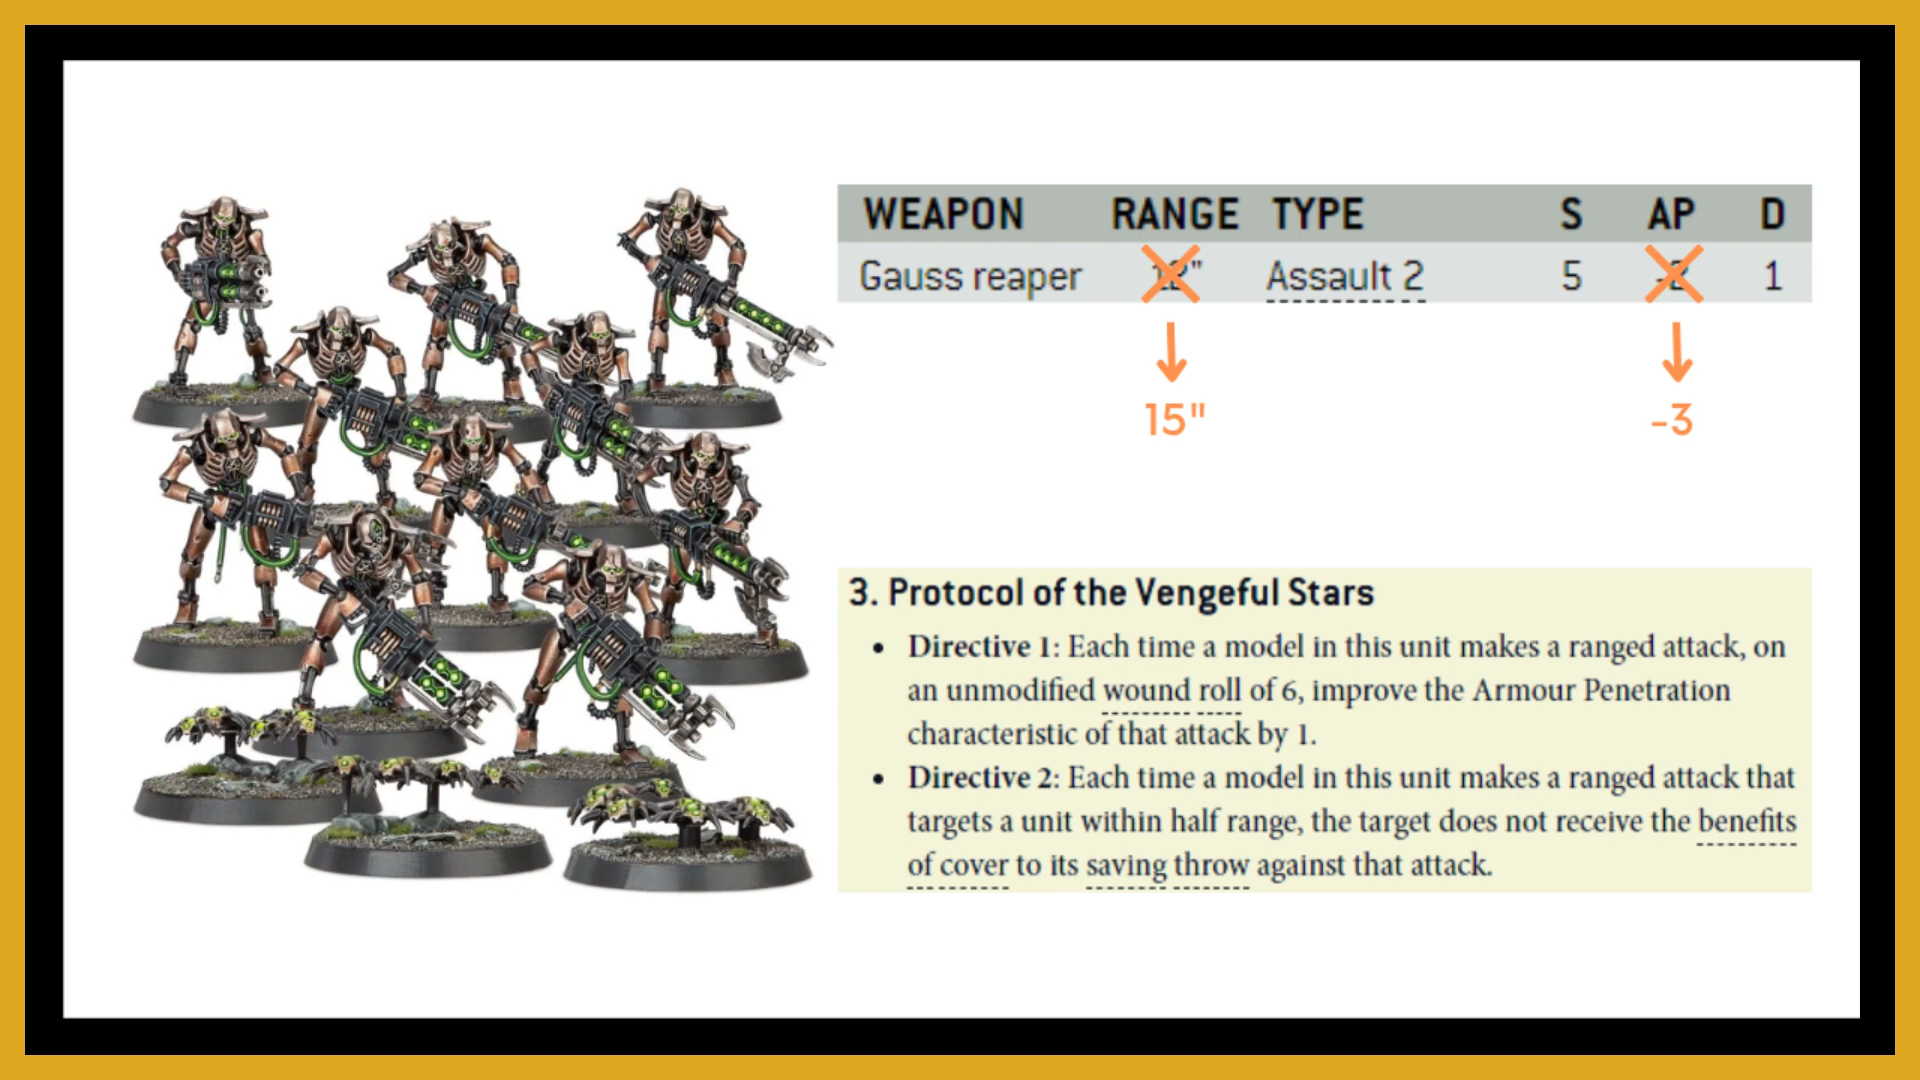 WEAPON RANGE TYPE S AP D
Gauss reaper 12" Assault 2 5 -2 1
15" -3
3. Protocol of the Vengeful Stars
• Directive 1: Each time a model in this unit makes a ranged attack, on
an unmodified wound roll of 6, improve the Armour Penetration
characteristic of that attack by 1.
• Directive 2: Each time a model in this unit makes a ranged attack that
targets a unit within half range, the target does not receive the benefits
of cover to its saving throw against that attack.